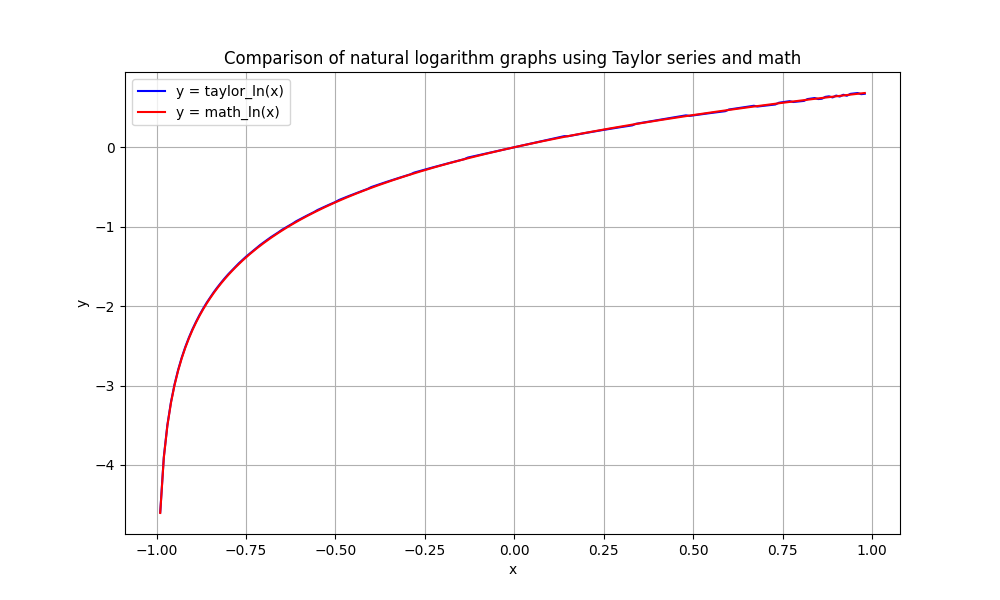 Comparison of natural logarithm graphs using Taylor series and math
y = taylor_ln(x)
y = math_ln(x)
0
−1
−2
−3
−4
y
−1.00 −0.75 −0.50 −0.25 0.00 0.25 0.50 0.75 1.00
x